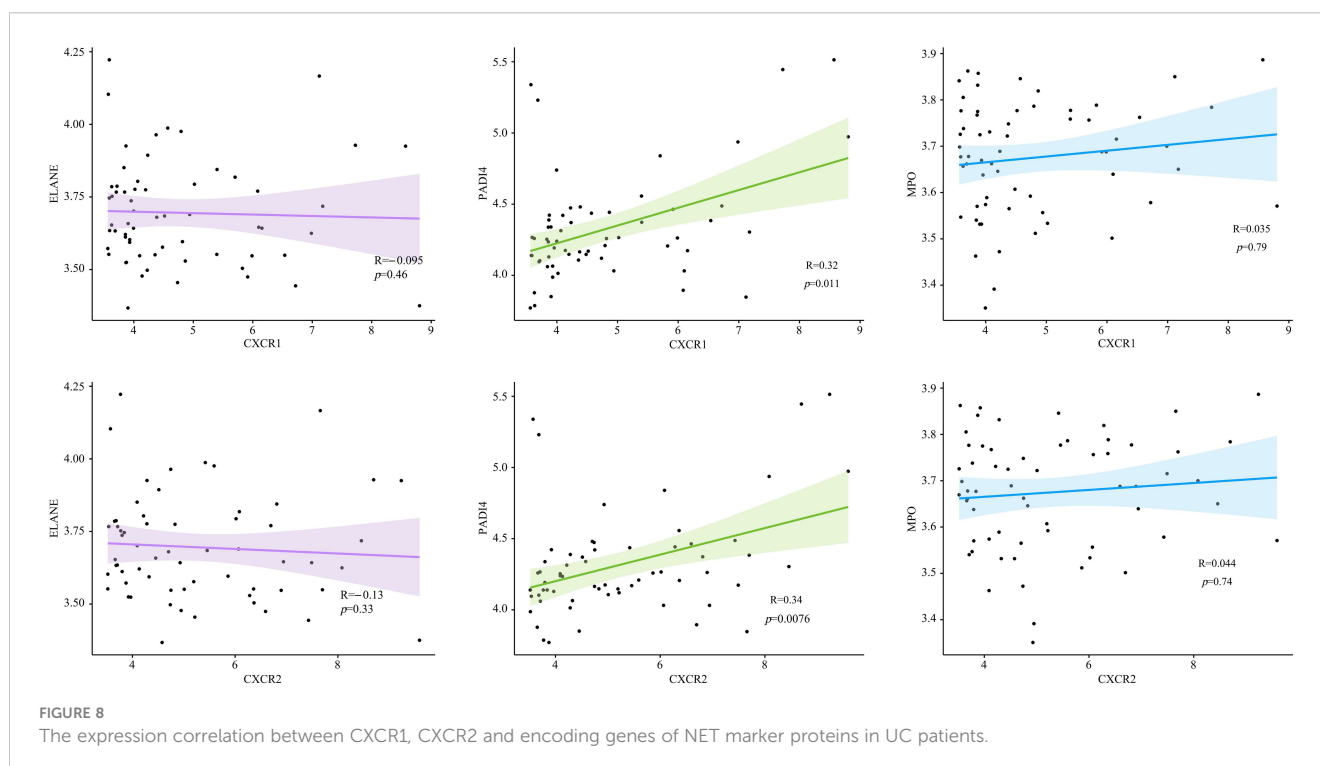 4.25
4.00
3.75
3.50
ELANE
4 5 6 7 8 9
CXCR1
R=−0.095
p=0.46
5.5
5.0
4.5
4.0
PADI4
4 5 6 7 8 9
CXCR1
R=0.32
p=0.011
3.9
3.8
3.7
3.6
3.5
3.4
MPO
4 5 6 7 8 9
CXCR1
R=0.035
p=0.79
4.25
4.00
3.75
3.50
ELANE
4 6 8
CXCR2
R=−0.13
p=0.33
5.5
5.0
4.5
4.0
PADI4
4 6 8
CXCR2
R=0.34
p=0.0076
3.9
3.8
3.7
3.6
3.5
3.4
MPO
4 6 8
CXCR2
R=0.044
p=0.74
FIGURE 8
The expression correlation between CXCR1, CXCR2 and encoding genes of NET marker proteins in UC patients.